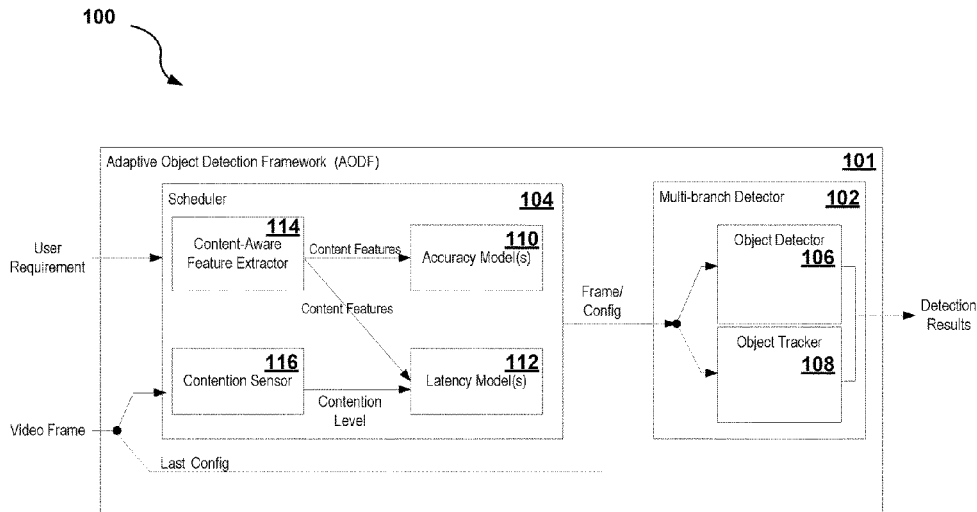 100
Adaptive Object Detection Framework (AODF)
101
Scheduler
104
Multi-branch Detector
102
114
Content-Aware
Feature Extractor
Content Features
110
Accuracy Model(s)
Object Detector
106
User
Requirement
Content Features
Frame/
Config
Detection
Results
116
Contention Sensor
Contention
Level
112
Latency Model(s)
Object Tracker
108
Video Frame
Last Config